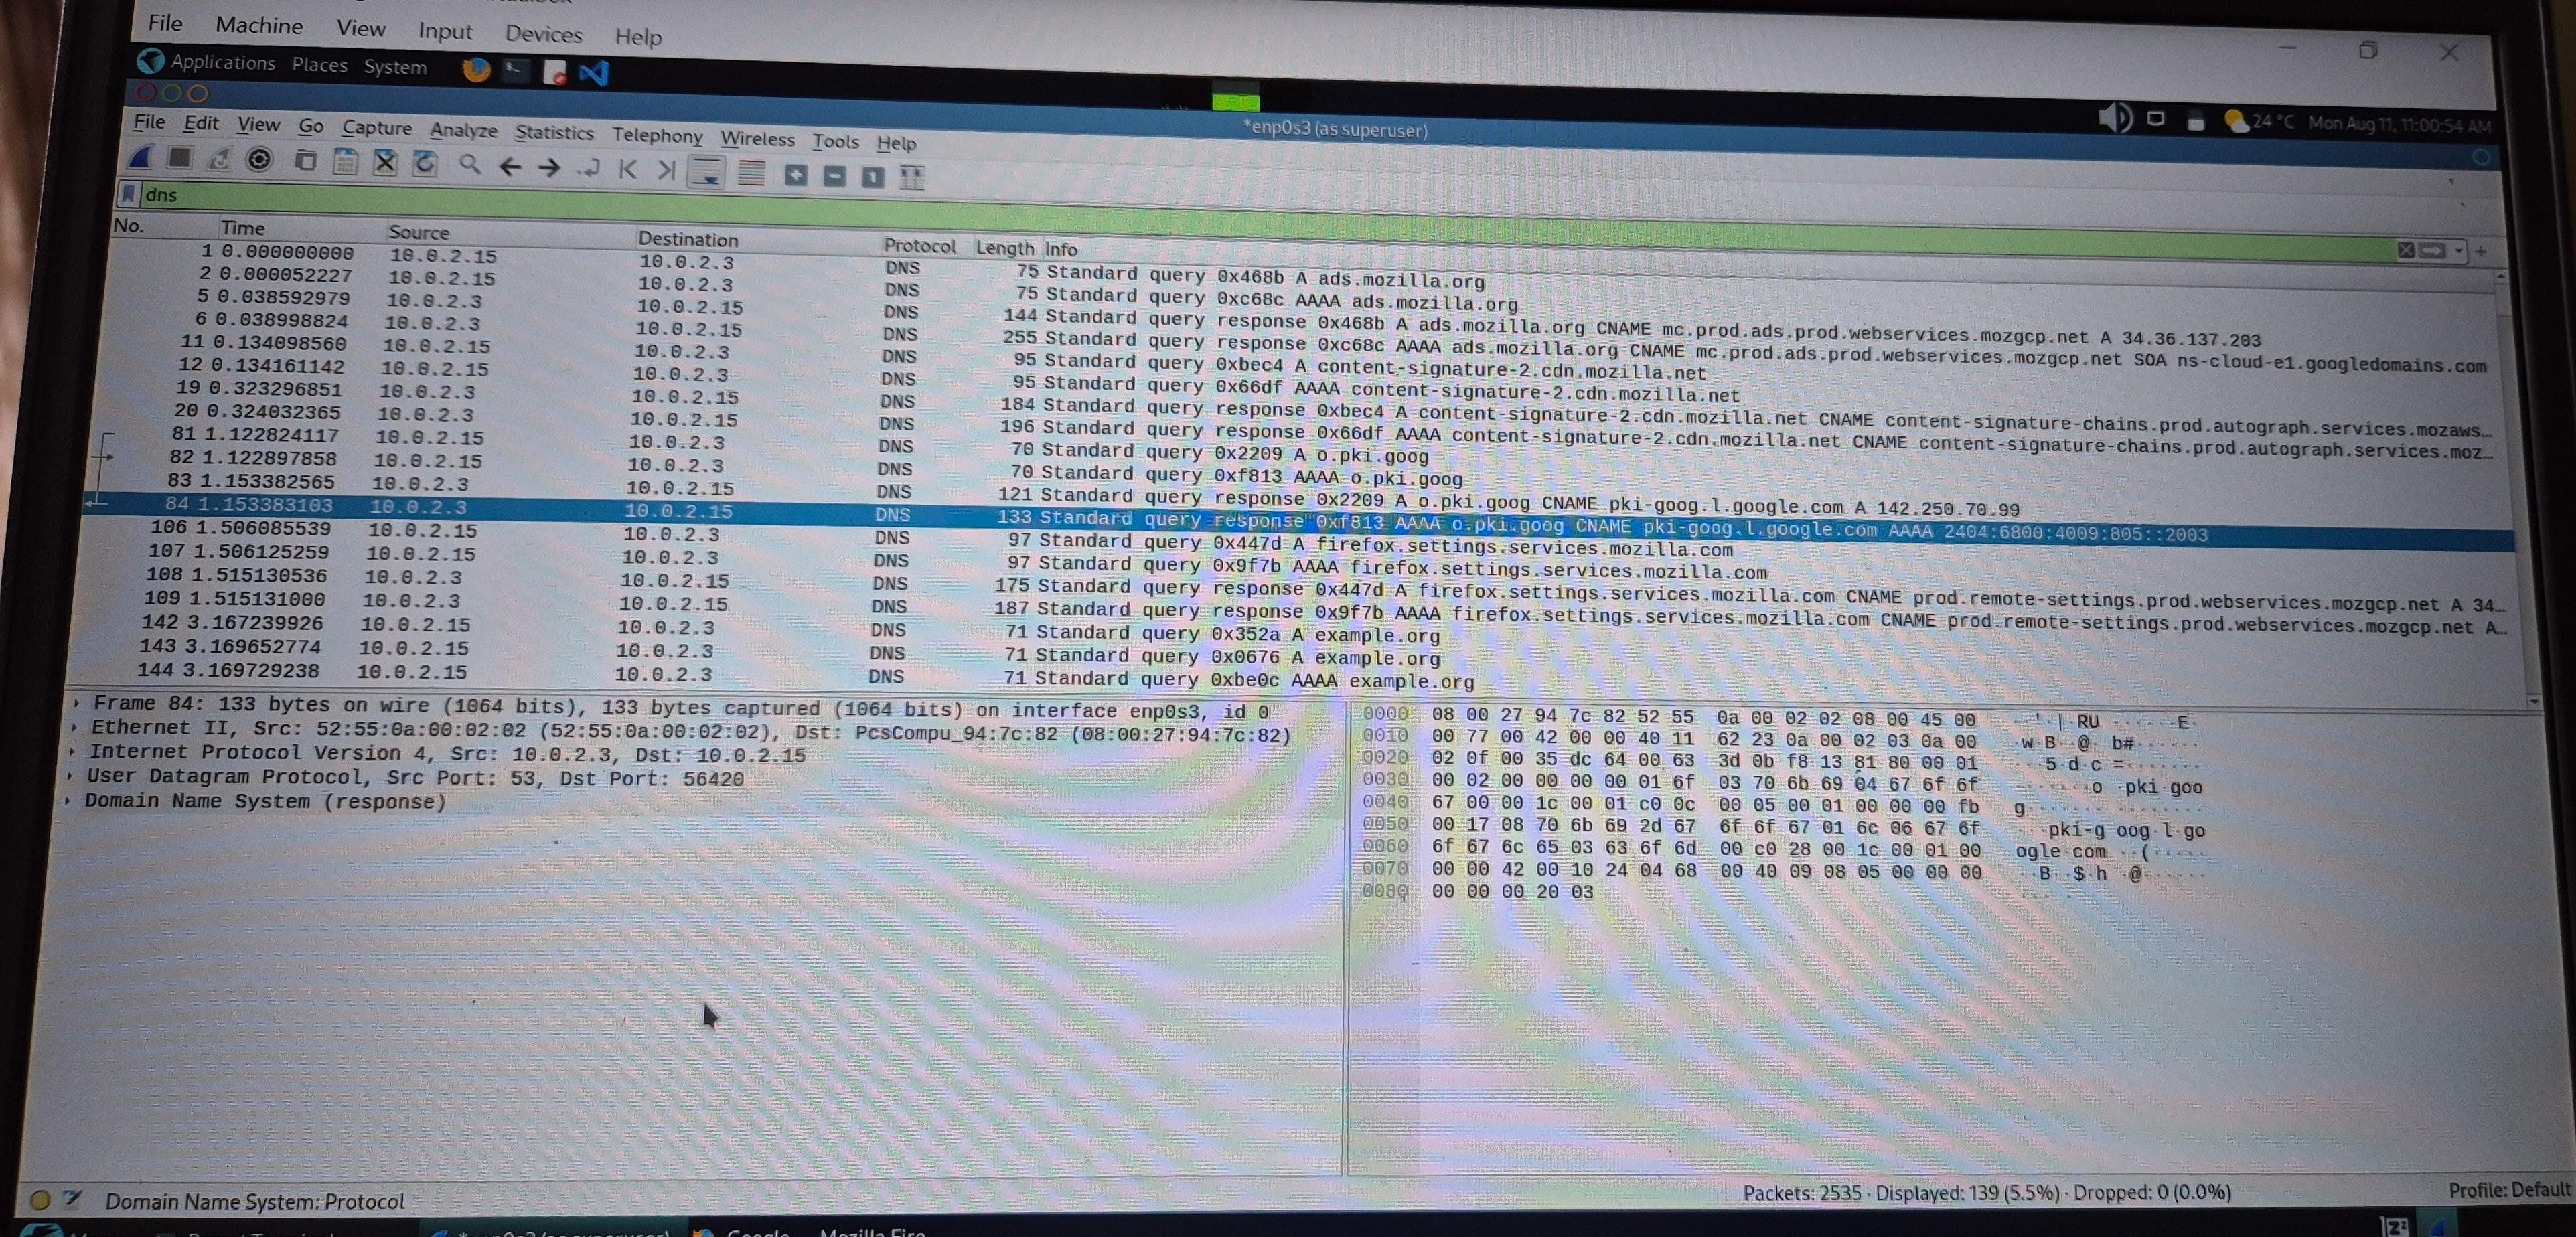 File Machine View Input Devices Help
Applications Places System
24 °C Mon Aug 11, 11:00:54 AM
*enp0s3 (as superuser)
File Edit View Go Capture Analyze Statistics Telephony Wireless Tools Help
dns
No. Time Source Destination Protocol Length Info
1 0.000000000 10.0.2.15 10.0.2.3 DNS 75 Standard query 0x468b A ads.mozilla.org
2 0.000052227 10.0.2.15 10.0.2.3 DNS 75 Standard query 0xc68c AAAA ads.mozilla.org
5 0.038592979 10.0.2.3 10.0.2.15 DNS 144 Standard query response 0x468b A ads.mozilla.org CNAME mc.prod.ads.prod.webservices.mozgcp.net A 34.36.137.203
6 0.038998824 10.0.2.3 10.0.2.15 DNS 255 Standard query response 0xc68c AAAA ads.mozilla.org CNAME mc.prod.ads.prod.webservices.mozgcp.net SOA ns-cloud-e1.googledomains.com
11 0.134098560 10.0.2.15 10.0.2.3 DNS 95 Standard query 0xbec4 A content-signature-2.cdn.mozilla.net
12 0.134161142 10.0.2.15 10.0.2.3 DNS 95 Standard query 0x66df AAAA content-signature-2.cdn.mozilla.net
19 0.323296851 10.0.2.3 10.0.2.15 DNS 184 Standard query response 0xbec4 A content-signature-2.cdn.mozilla.net CNAME content-signature-chains.prod.autograph.services.mozaws…
20 0.324032365 10.0.2.3 10.0.2.15 DNS 196 Standard query response 0x66df AAAA content-signature-2.cdn.mozilla.net CNAME content-signature-chains.prod.autograph.services.moz…
81 1.122824117 10.0.2.15 10.0.2.3 DNS 70 Standard query 0x2209 A o.pki.goog
82 1.122897858 10.0.2.15 10.0.2.3 DNS 70 Standard query 0xf813 AAAA o.pki.goog
83 1.153382565 10.0.2.3 10.0.2.15 DNS 121 Standard query response 0x2209 A o.pki.goog CNAME pki-goog.l.google.com A 142.250.70.99
84 1.153383103 10.0.2.3 10.0.2.15 DNS 133 Standard query response 0xf813 AAAA o.pki.goog CNAME pki-goog.l.google.com AAAA 2404:6800:4009:805::2003
106 1.506085539 10.0.2.15 10.0.2.3 DNS 97 Standard query 0x447d A firefox.settings.services.mozilla.com
107 1.506125259 10.0.2.15 10.0.2.3 DNS 97 Standard query 0x9f7b AAAA firefox.settings.services.mozilla.com
108 1.515130536 10.0.2.3 10.0.2.15 DNS 175 Standard query response 0x447d A firefox.settings.services.mozilla.com CNAME prod.remote-settings.prod.webservices.mozgcp.net A 34…
109 1.515131000 10.0.2.3 10.0.2.15 DNS 187 Standard query response 0x9f7b AAAA firefox.settings.services.mozilla.com CNAME prod.remote-settings.prod.webservices.mozgcp.net A…
142 3.167239926 10.0.2.15 10.0.2.3 DNS 71 Standard query 0x352a A example.org
143 3.169652774 10.0.2.15 10.0.2.3 DNS 71 Standard query 0x0676 A example.org
144 3.169729238 10.0.2.15 10.0.2.3 DNS 71 Standard query 0xbe0c AAAA example.org
Frame 84: 133 bytes on wire (1064 bits), 133 bytes captured (1064 bits) on interface enp0s3, id 0
Ethernet II, Src: 52:55:0a:00:02:02 (52:55:0a:00:02:02), Dst: PcsCompu_94:7c:82 (08:00:27:94:7c:82)
Internet Protocol Version 4, Src: 10.0.2.3, Dst: 10.0.2.15
User Datagram Protocol, Src Port: 53, Dst Port: 56420
Domain Name System (response)
0000 08 00 27 94 7c 82 52 55 0a 00 02 02 08 00 45 00 ··'·|·RU ······E·
0010 00 77 00 42 00 00 40 11 62 23 0a 00 02 03 0a 00 ·w·B··@· b#······
0020 02 0f 00 35 dc 64 00 63 3d 0b f8 13 81 80 00 01 ···5·d·c =·······
0030 00 02 00 00 00 00 01 6f 03 70 6b 69 04 67 6f 6f ·······o ·pki·goo
0040 67 00 00 1c 00 01 c0 0c 00 05 00 01 00 00 00 fb g······· ········
0050 00 17 08 70 6b 69 2d 67 6f 6f 67 01 6c 06 67 6f ···pki-g oog·l·go
0060 6f 67 6c 65 03 63 6f 6d 00 c0 28 00 1c 00 01 00 ogle·com ··(·····
0070 00 00 42 00 10 24 04 68 00 40 09 08 05 00 00 00 ··B··$·h ·@······
0080 00 00 00 20 03 ··· ·
Domain Name System: Protocol
Packets: 2535 · Displayed: 139 (5.5%) · Dropped: 0 (0.0%)
Profile: Default